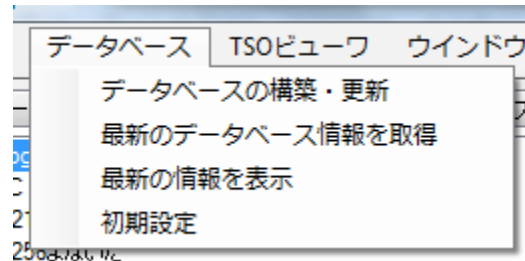 データベース TSOビューワ ウインドウ
データベースの構築・更新
最新のデータベース情報を取得
最新の情報を表示
初期設定